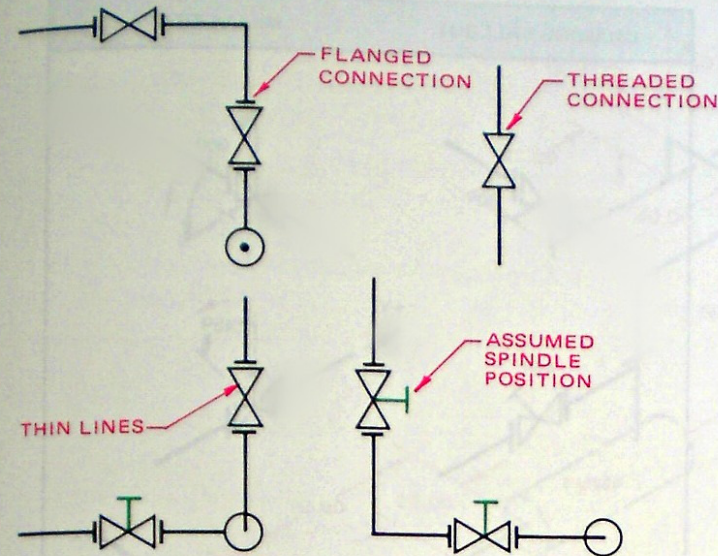 FLANGED
CONNECTION
THREADED
CONNECTION
ASSUMED
SPINDLE
POSITION
THIN LINES